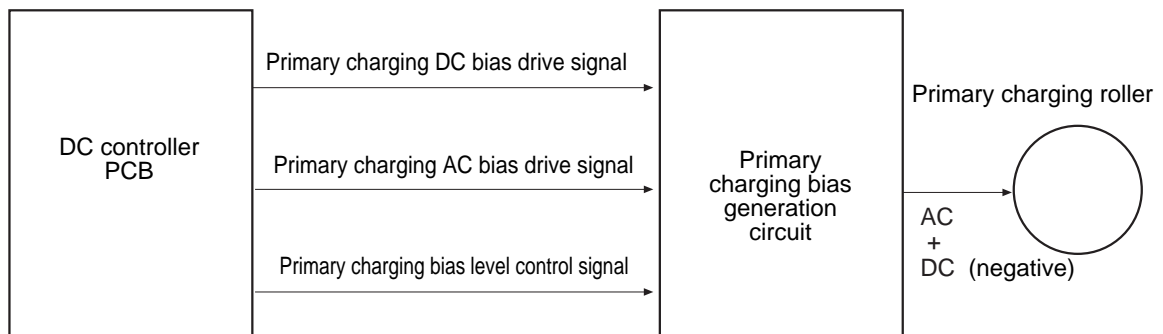 Primary charging DC bias drive signal
Primary charging roller
DC controller
PCB
Primary charging AC bias drive signal
Primary
charging bias
generation
circuit
AC
+
DC (negative)
Primary charging bias level control signal